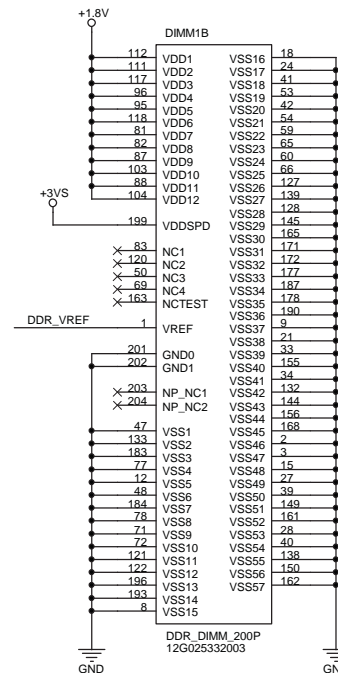 +1.8V
DIMM1B
112 VDD1 VSS16 18
111 VDD2 VSS17 24
117 VDD3 VSS18 41
96 VDD4 VSS19 53
95 VDD5 VSS20 42
118 VDD6 VSS21 54
81 VDD7 VSS22 59
82 VDD8 VSS23 65
87 VDD9 VSS24 60
103 VDD10 VSS25 66
88 VDD11 VSS26 127
104 VDD12 VSS27 139
+3VS
VSS28 128
199 VDDSPD VSS29 145
VSS30 165
83 NC1 VSS31 171
120 NC2 VSS32 172
50 NC3 VSS33 177
69 NC4 VSS34 187
163 NCTEST VSS35 178
VSS36 190
DDR_VREF 1 VREF VSS37 9
VSS38 21
201 GND0 VSS39 33
202 GND1 VSS40 155
VSS41 34
203 NP_NC1 VSS42 132
204 NP_NC2 VSS43 144
VSS44 156
47 VSS1 VSS45 168
133 VSS2 VSS46 2
183 VSS3 VSS47 3
77 VSS4 VSS48 15
12 VSS5 VSS49 27
48 VSS6 VSS50 39
184 VSS7 VSS51 149
78 VSS8 VSS52 161
71 VSS9 VSS53 28
72 VSS10 VSS54 40
121 VSS11 VSS55 138
122 VSS12 VSS56 150
196 VSS13 VSS57 162
193 VSS14
8 VSS15
DDR_DIMM_200P
12G025332003
GND